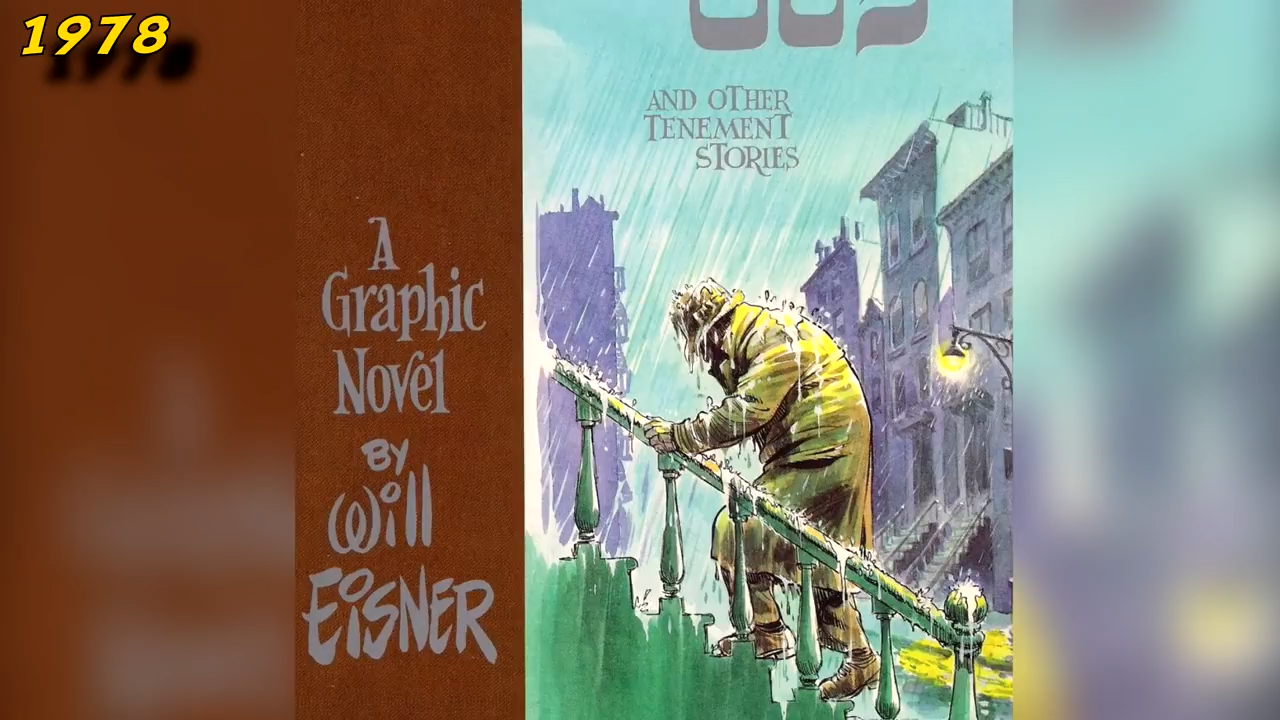 1978
AND OTHER
TENEMENT
STORIES
A
Graphic
Novel
BY
Will
EISNER